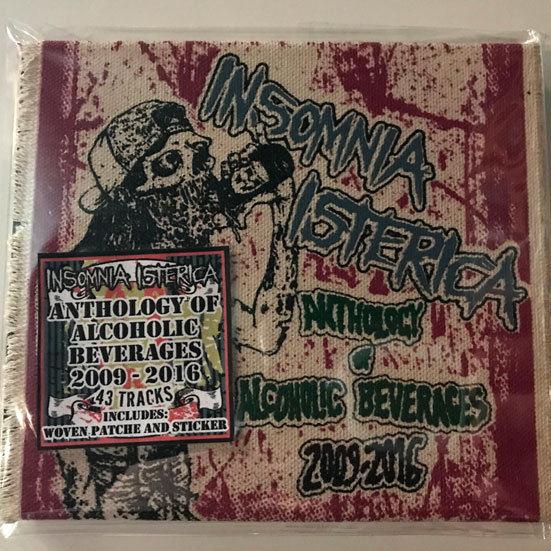 INSOMNIA
ISTERICA
ANTHOLOGY
OF
ALCOHOLIC BEVERAGES
2009-2016
INSOMNIA ISTERICA
ANTHOLOGY OF
ALCOHOLIC
BEVERAGES
2009-2016
43 TRACKS
INCLUDES:
WOVEN PATCHE AND STICKER